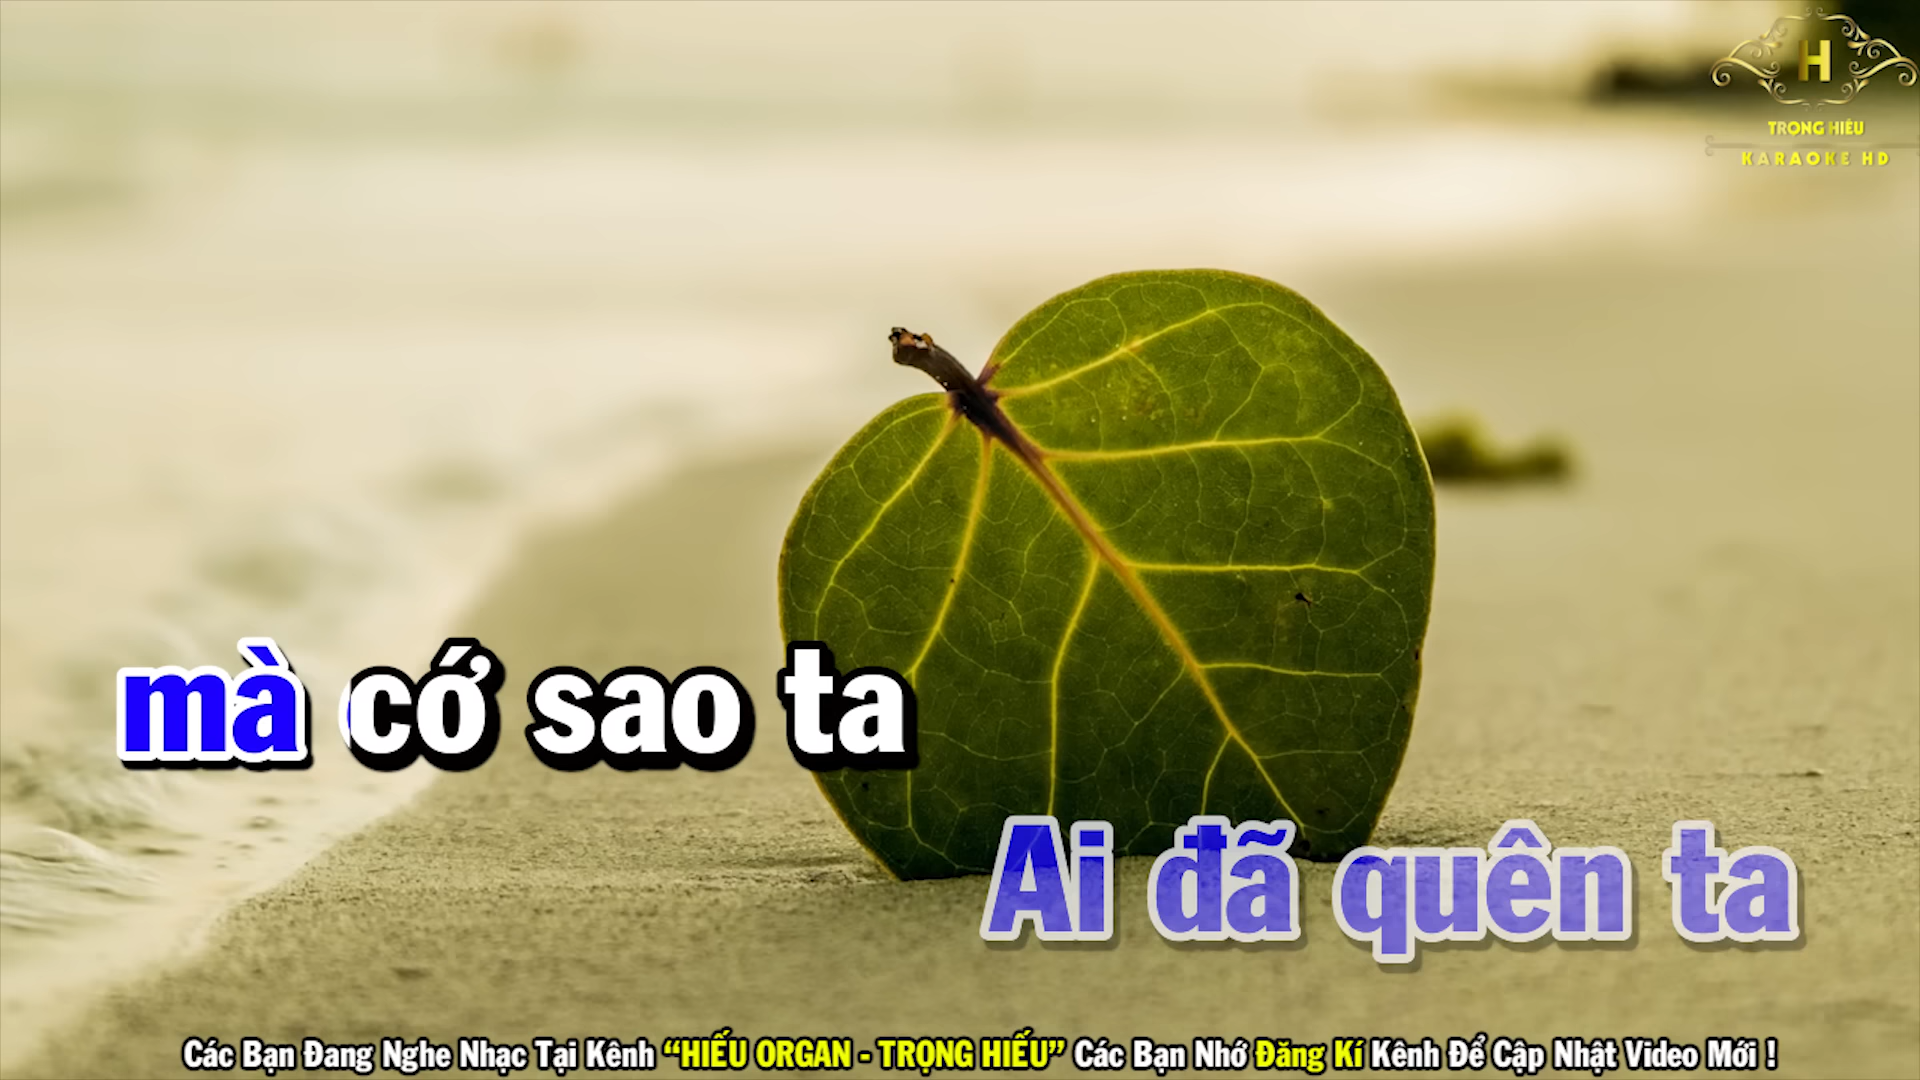 H
TRỌNG HIẾU
KARAOKE HD
mà cớ sao ta
Ai đã quên ta
Các Bạn Đang Nghe Nhạc Tại Kênh “HIẾU ORGAN - TRỌNG HIẾU” Các Bạn Nhớ Đăng Kí Kênh Để Cập Nhật Video Mới !